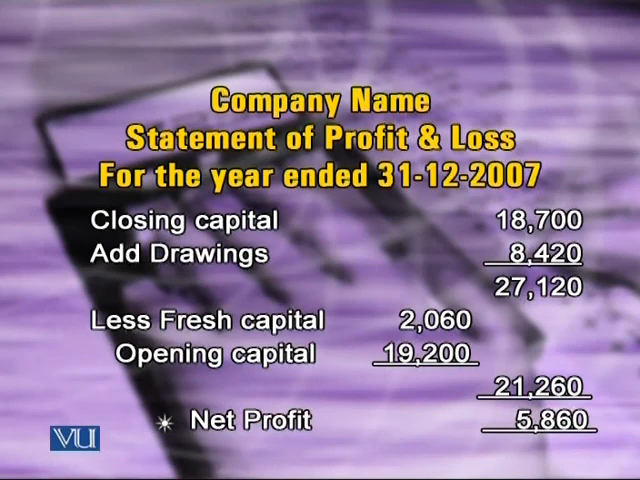 Company Name
Statement of Profit & Loss
For the year ended 31-12-2007
Closing capital 18,700
Add Drawings 8,420
27,120
Less Fresh capital 2,060
Opening capital 19,200
21,260
Net Profit 5,860
VU